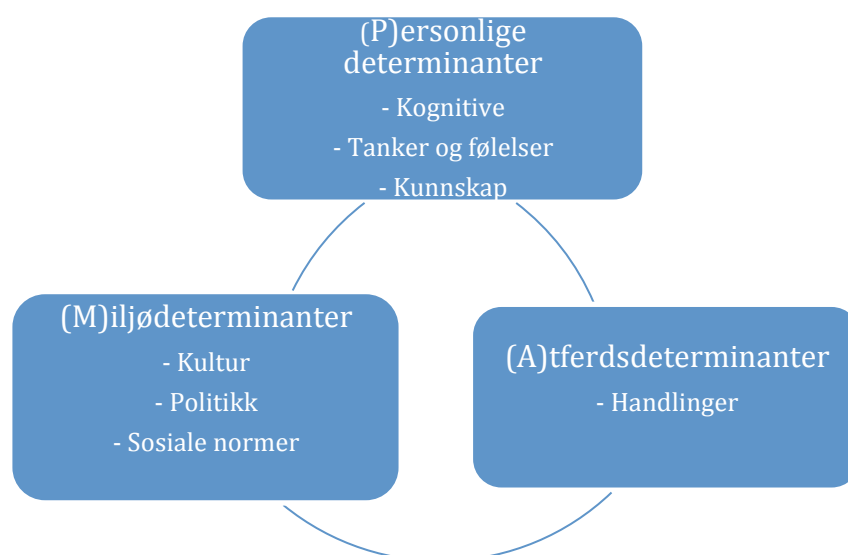 (P)ersonlige
determinanter
- Kognitive
- Tanker og følelser
- Kunnskap
(M)iljødeterminanter
- Kultur
- Politikk
- Sosiale normer
(A)tferdsdeterminanter
- Handlinger